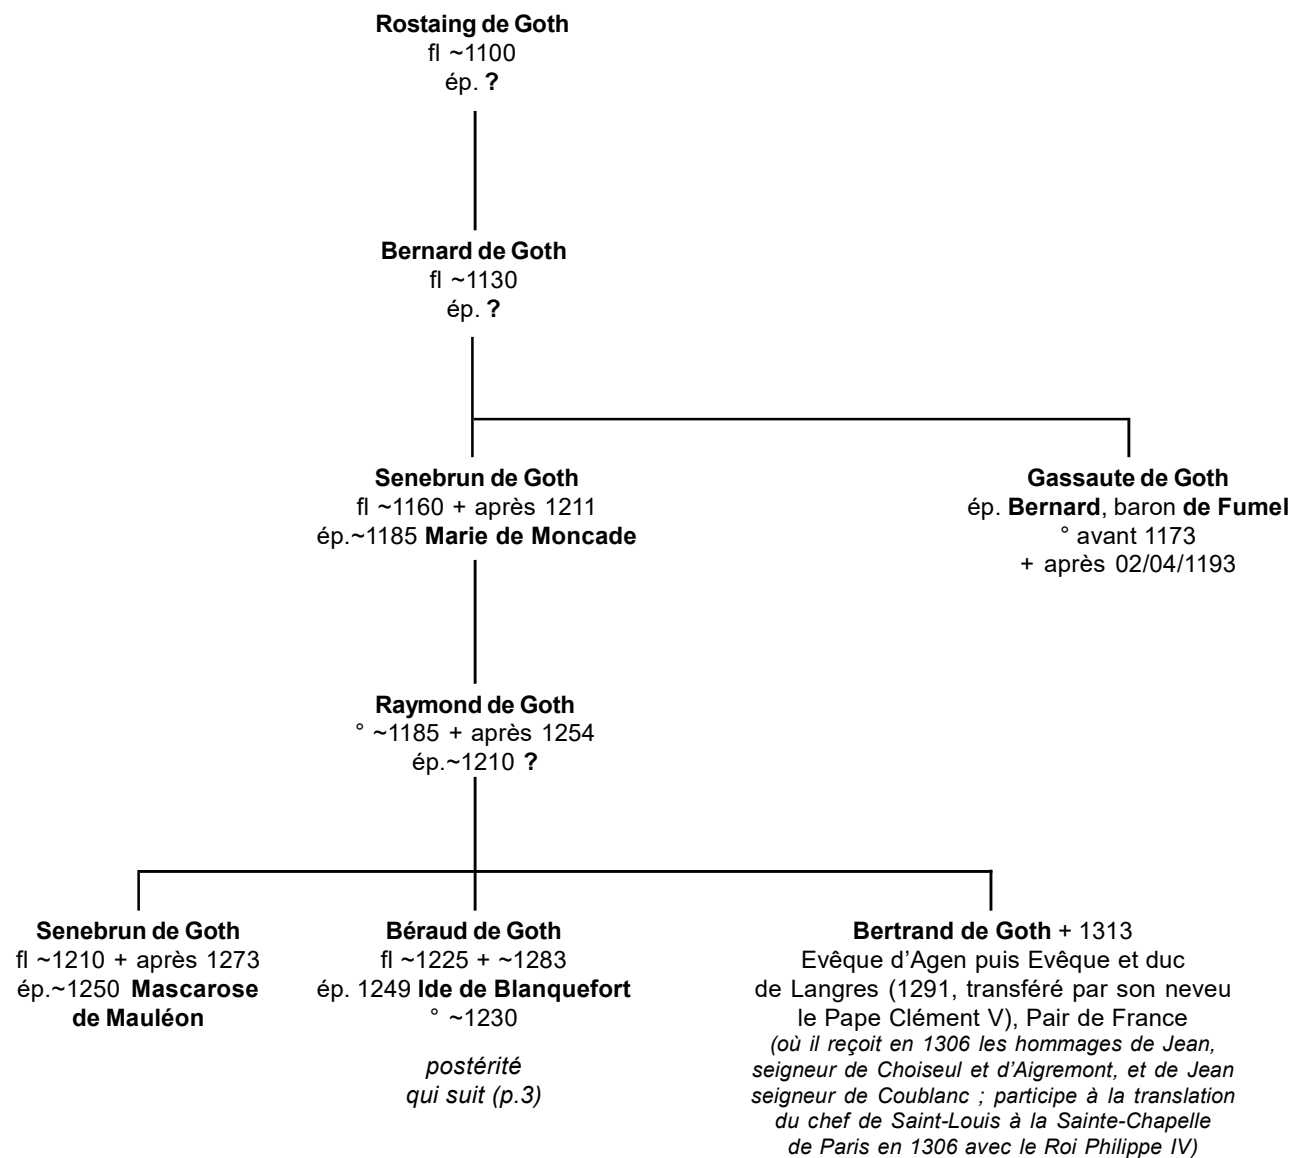 Rostaing de Goth
fl ~1100
ép. ?
Bernard de Goth
fl ~1130
ép. ?
Senebrun de Goth
fl ~1160 + après 1211
ép.~1185 Marie de Moncade
Gassaute de Goth
ép. Bernard, baron de Fumel
° avant 1173
+ après 02/04/1193
Raymond de Goth
° ~1185 + après 1254
ép.~1210 ?
Senebrun de Goth
fl ~1210 + après 1273
ép.~1250 Mascarose
de Mauléon
Béraud de Goth
fl ~1225 + ~1283
ép. 1249 Ide de Blanquefort
° ~1230
postérité
qui suit (p.3)
Bertrand de Goth + 1313
Evêque d’Agen puis Evêque et duc
de Langres (1291, transféré par son neveu
le Pape Clément V), Pair de France
(où il reçoit en 1306 les hommages de Jean,
seigneur de Choiseul et d’Aigremont, et de Jean
seigneur de Coublanc ; participe à la translation
du chef de Saint-Louis à la Sainte-Chapelle
de Paris en 1306 avec le Roi Philippe IV)